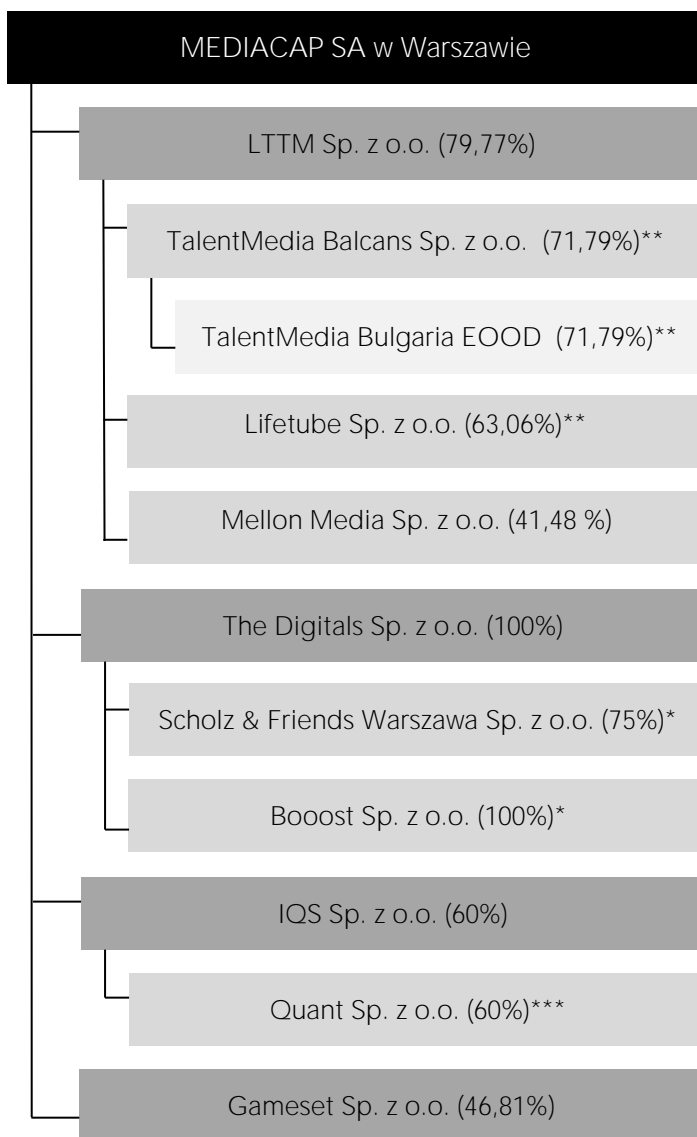 MEDIACAP SA w Warszawie
LTTM Sp. z o.o. (79,77%)
TalentMedia Balcans Sp. z o.o. (71,79%)**
TalentMedia Bulgaria EOOD (71,79%)**
Lifetube Sp. z o.o. (63,06%)**
Mellon Media Sp. z o.o. (41,48 %)
The Digitals Sp. z o.o. (100%)
Scholz & Friends Warszawa Sp. z o.o. (75%)*
Booost Sp. z o.o. (100%)*
IQS Sp. z o.o. (60%)
Quant Sp. z o.o. (60%)***
Gameset Sp. z o.o. (46,81%)